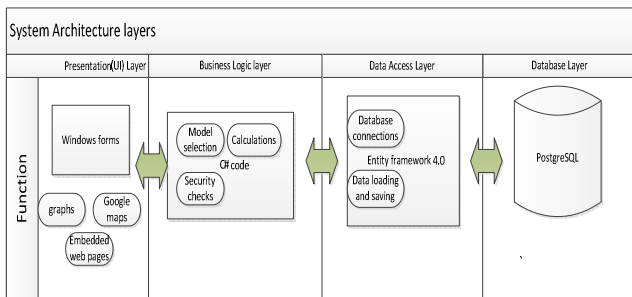 System Architecture layers
Presentation(UI) Layer
Business Logic layer
Data Access Layer
Database Layer
Function
Windows forms
graphs
Google
maps
Embedded
web pages
Model
selection
Calculations
C# code
Security
checks
Database
connections
Entity framework 4.0
Data loading
and saving
PostgreSQL